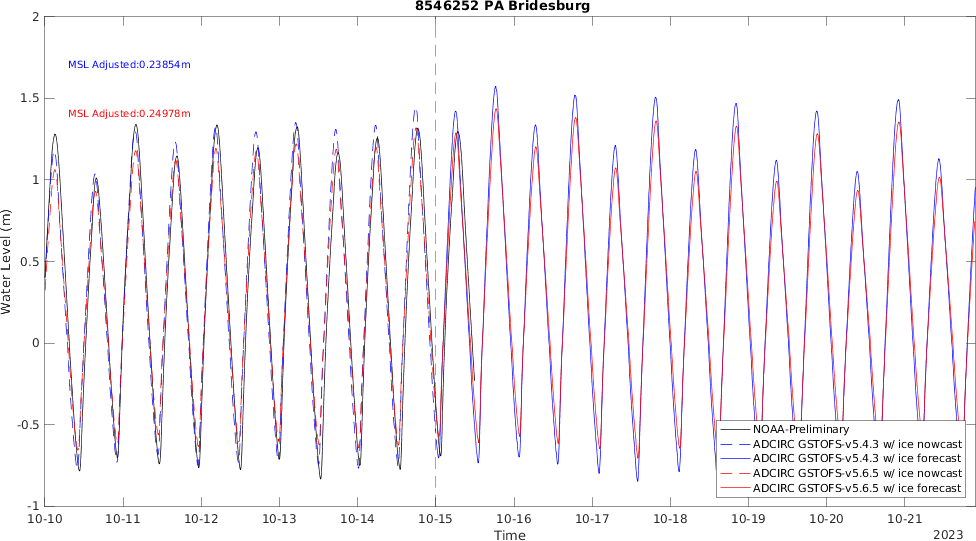 8546252 PA Bridesburg
2
1.5
1
0.5
0
-0.5
-1
Water Level (m)
MSL Adjusted:0.23854m
MSL Adjusted:0.24978m
NOAA-Preliminary
ADCIRC GSTOFS-v5.4.3 w/ ice nowcast
ADCIRC GSTOFS-v5.4.3 w/ ice forecast
ADCIRC GSTOFS-v5.6.5 w/ ice nowcast
ADCIRC GSTOFS-v5.6.5 w/ ice forecast
10-10 10-11 10-12 10-13 10-14 10-15 10-16 10-17 10-18 10-19 10-20 10-21
Time
2023